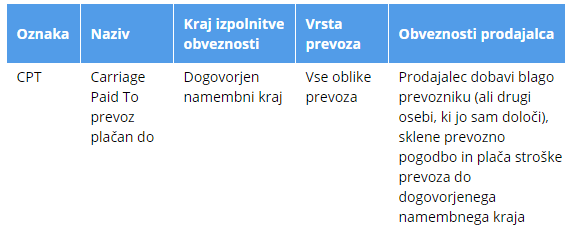 Oznaka
Naziv
Kraj izpolnitve
obveznosti
Vrsta
prevoza
Obveznosti prodajalca
CPT
Carriage
Paid To
prevoz
plačan do
Dogovorjen
namembni kraj
Vse oblike
prevoza
Prodajalec dobavi blago
prevozniku (ali drugi
osebi, ki jo sam določi),
sklene prevozno
pogodbo in plača stroške
prevoza do
dogovorjenega
namembnega kraja